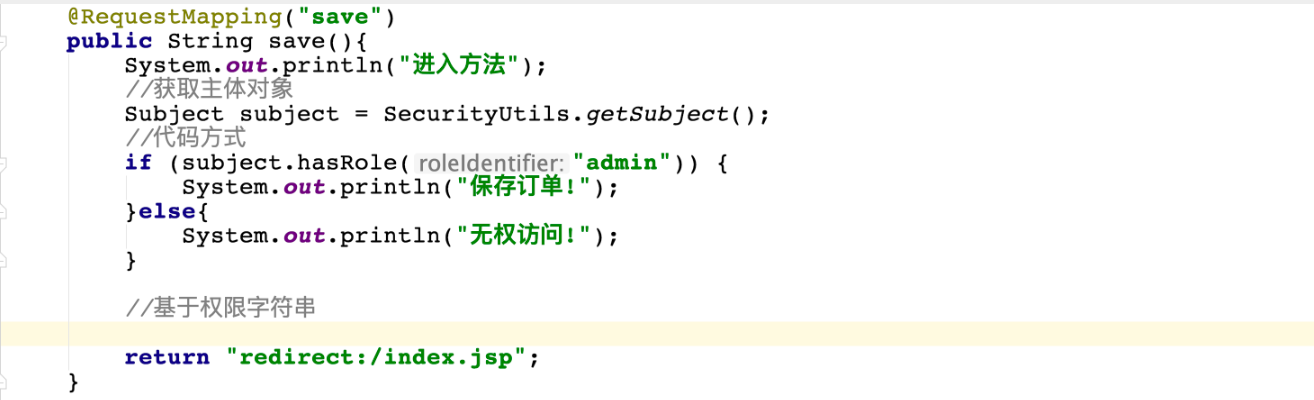 @RequestMapping("save")
public String save(){
System.out.println("进入方法");
//获取主体对象
Subject subject = SecurityUtils.getSubject();
//代码方式
if (subject.hasRole( roleIdentifier: "admin")) {
System.out.println("保存订单!");
}else{
System.out.println("无权访问!");
}
//基于权限字符串
return "redirect:/index.jsp";
}